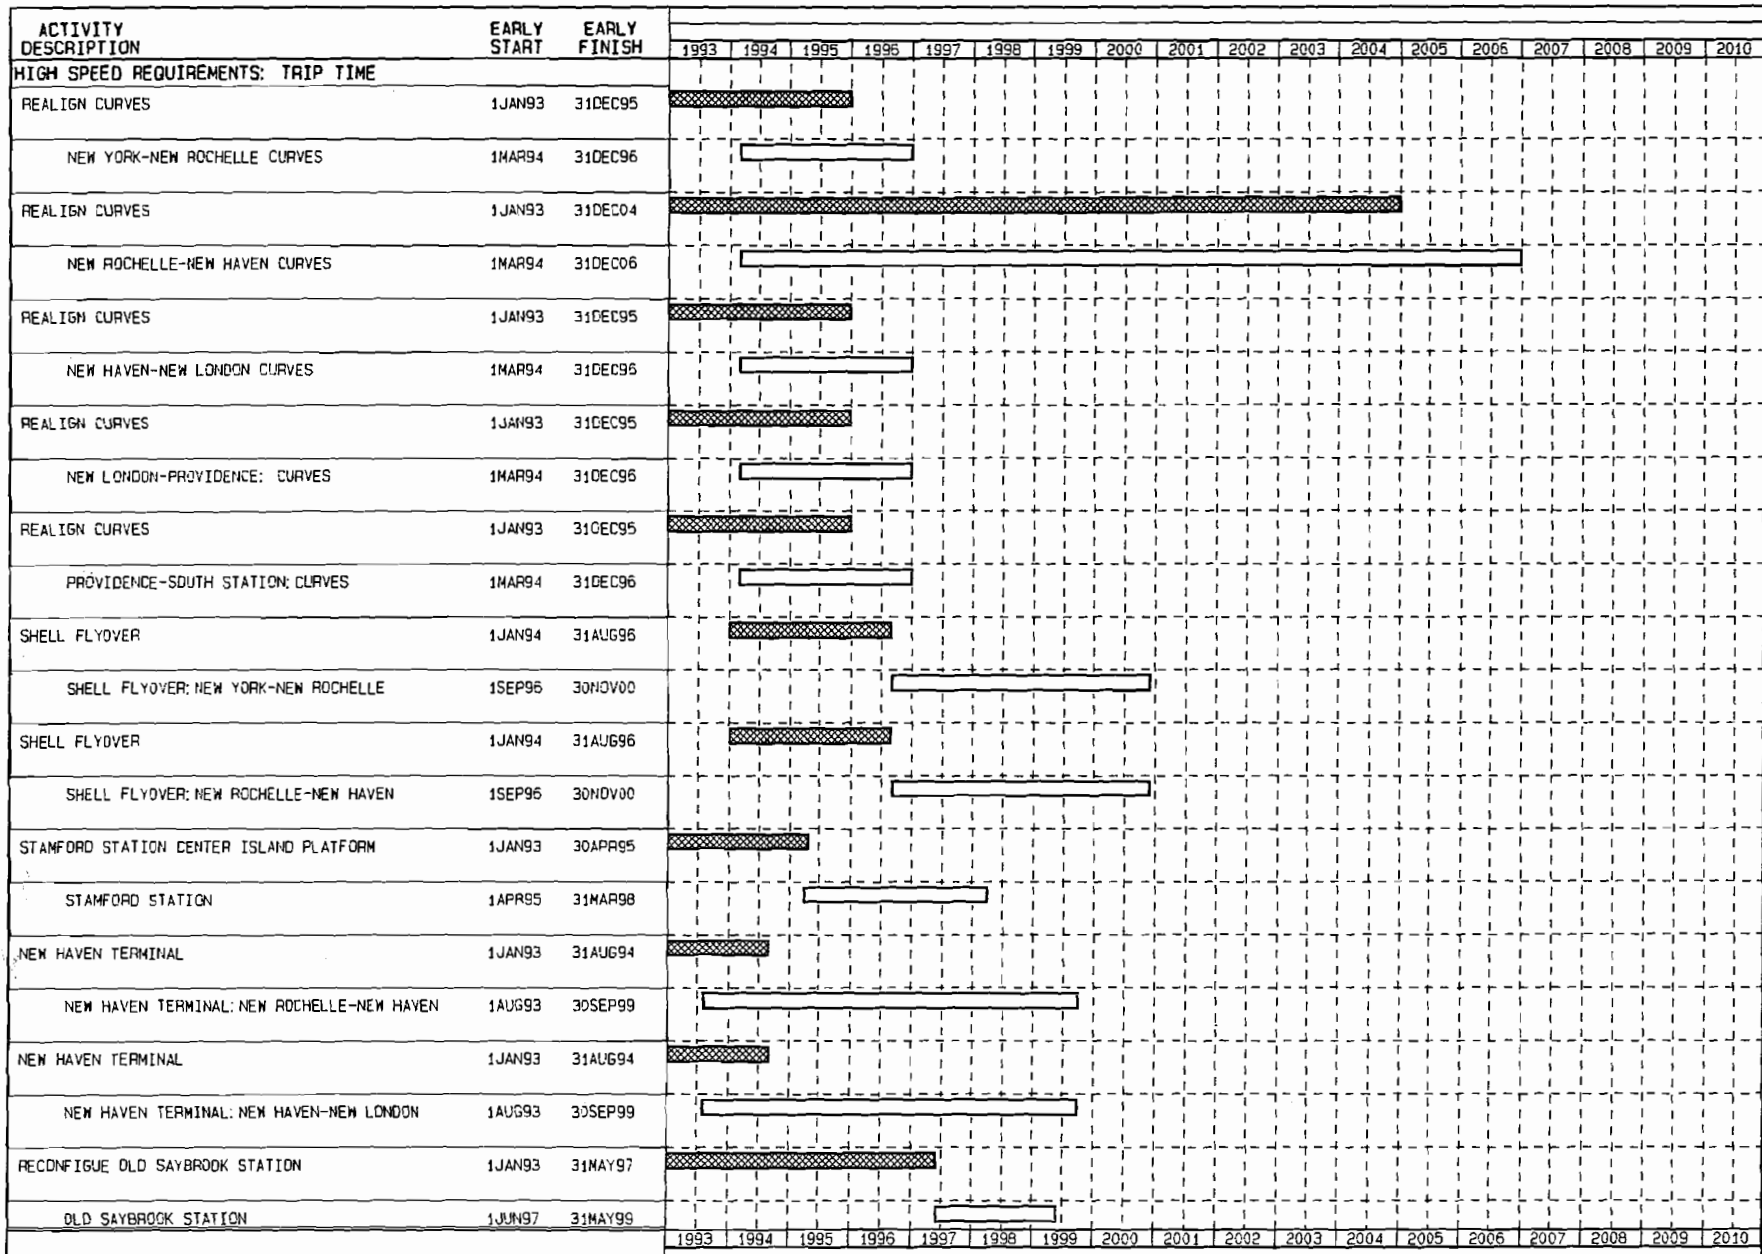 ACTIVITY DESCRIPTION EARLY START EARLY FINISH
1993 1994 1995 1996 1997 1998 1999 2000 2001 2002 2003 2004 2005 2006 2007 2008 2009 2010
HIGH SPEED REQUIREMENTS: TRIP TIME
REALIGN CURVES 1JAN93 31DEC95
NEW YORK-NEW ROCHELLE CURVES 1MAR94 31DEC96
REALIGN CURVES 1JAN93 31DEC04
NEW ROCHELLE-NEW HAVEN CURVES 1MAR94 31DEC06
REALIGN CURVES 1JAN93 31DEC95
NEW HAVEN-NEW LONDON CURVES 1MAR94 31DEC96
REALIGN CURVES 1JAN93 31DEC95
NEW LONDON-PROVIDENCE: CURVES 1MAR94 31DEC96
REALIGN CURVES 1JAN93 31DEC95
PROVIDENCE-SOUTH STATION: CURVES 1MAR94 31DEC96
SHELL FLYOVER 1JAN94 31AUG96
SHELL FLYOVER: NEW YORK-NEW ROCHELLE 1SEP96 30NOV00
SHELL FLYOVER 1JAN94 31AUG96
SHELL FLYOVER: NEW ROCHELLE-NEW HAVEN 1SEP96 30NOV00
STAMFORD STATION CENTER ISLAND PLATFORM 1JAN93 30APR95
STAMFORD STATION 1APR95 31MAR98
NEW HAVEN TERMINAL 1JAN93 31AUG94
NEW HAVEN TERMINAL: NEW ROCHELLE-NEW HAVEN 1AUG93 30SEP99
NEW HAVEN TERMINAL 1JAN93 31AUG94
NEW HAVEN TERMINAL: NEW HAVEN-NEW LONDON 1AUG93 30SEP99
RECONFIGUE OLD SAYBROOK STATION 1JAN93 31MAY97
OLD SAYBROOK STATION 1JUN97 31MAY99
1993 1994 1995 1996 1997 1998 1999 2000 2001 2002 2003 2004 2005 2006 2007 2008 2009 2010